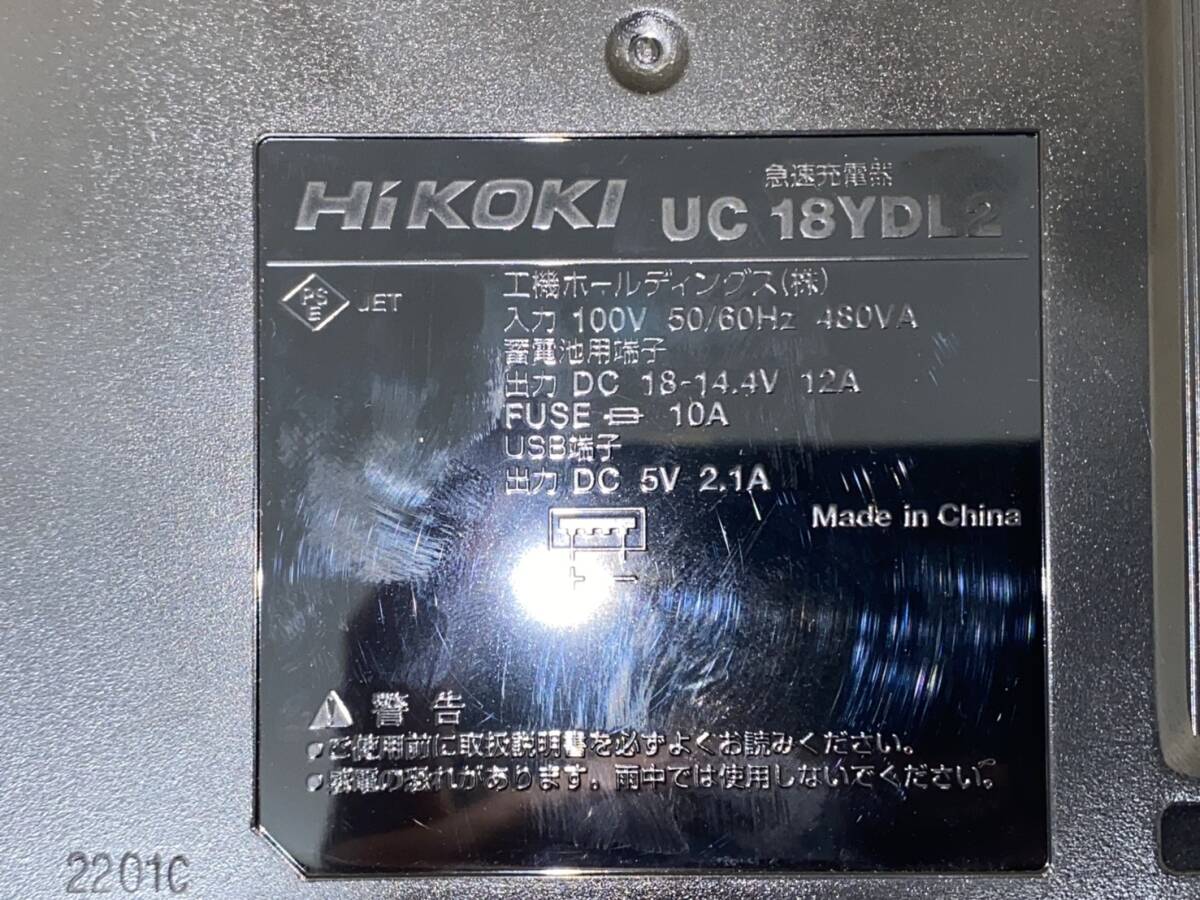 HiKOKI
急速充電器
UC 18YDL2
PS
E
JET
工機ホールディングス(株)
入力 100V 50/60Hz 480VA
蓄電池用端子
出力 DC 18-14.4V 12A
FUSE 10A
USB端子
出力 DC 5V 2.1A
Made in China
+ −
警告
●ご使用前に取扱説明書を必ずよくお読みください。
●感電の恐れがあります。雨中では使用しないでください。
2201C